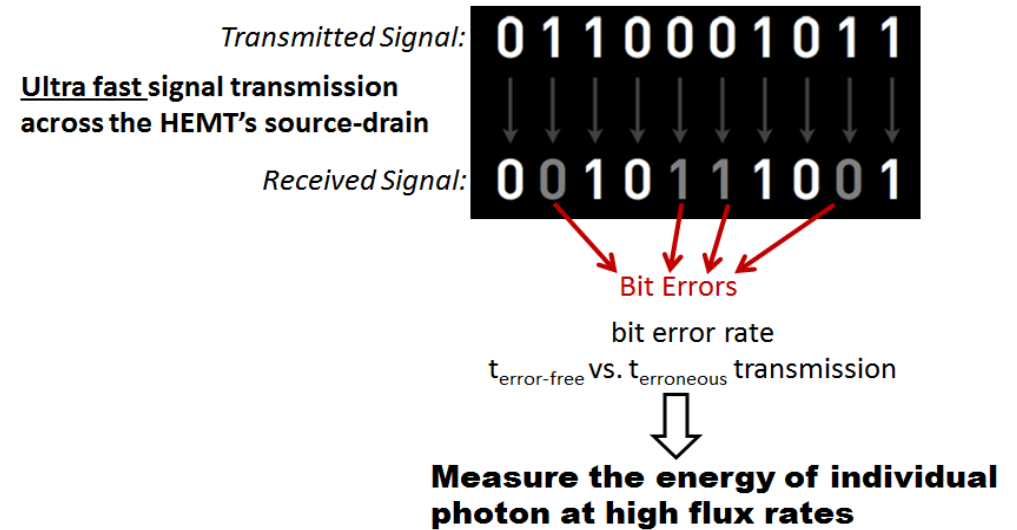 Transmitted Signal: 0 1 1 0 0 0 1 0 1 1
Ultra fast signal transmission
across the HEMT's source-drain
Received Signal: 0 0 1 0 1 1 1 0 0 1
Bit Errors
bit error rate
t error-free vs. t erroneous transmission
Measure the energy of individual
photon at high flux rates